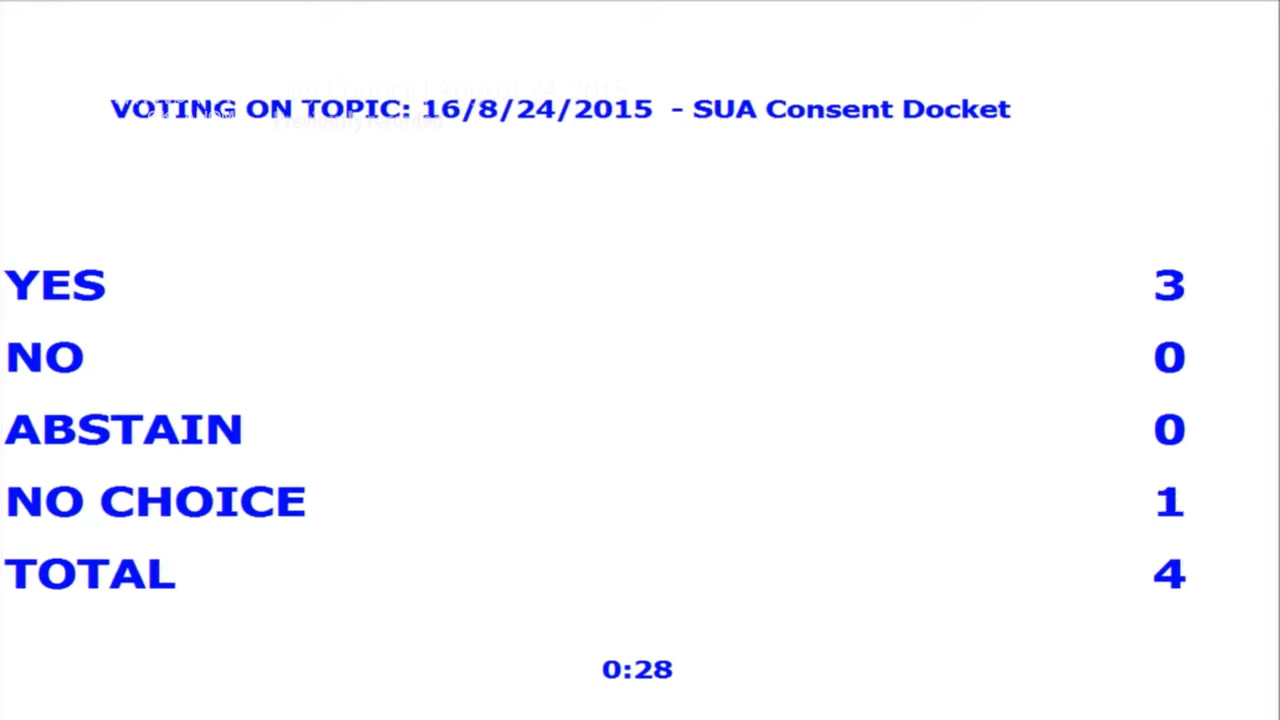 VOTING ON TOPIC: 16/8/24/2015 - SUA Consent Docket
YES 3
NO 0
ABSTAIN 0
NO CHOICE 1
TOTAL 4
0:28